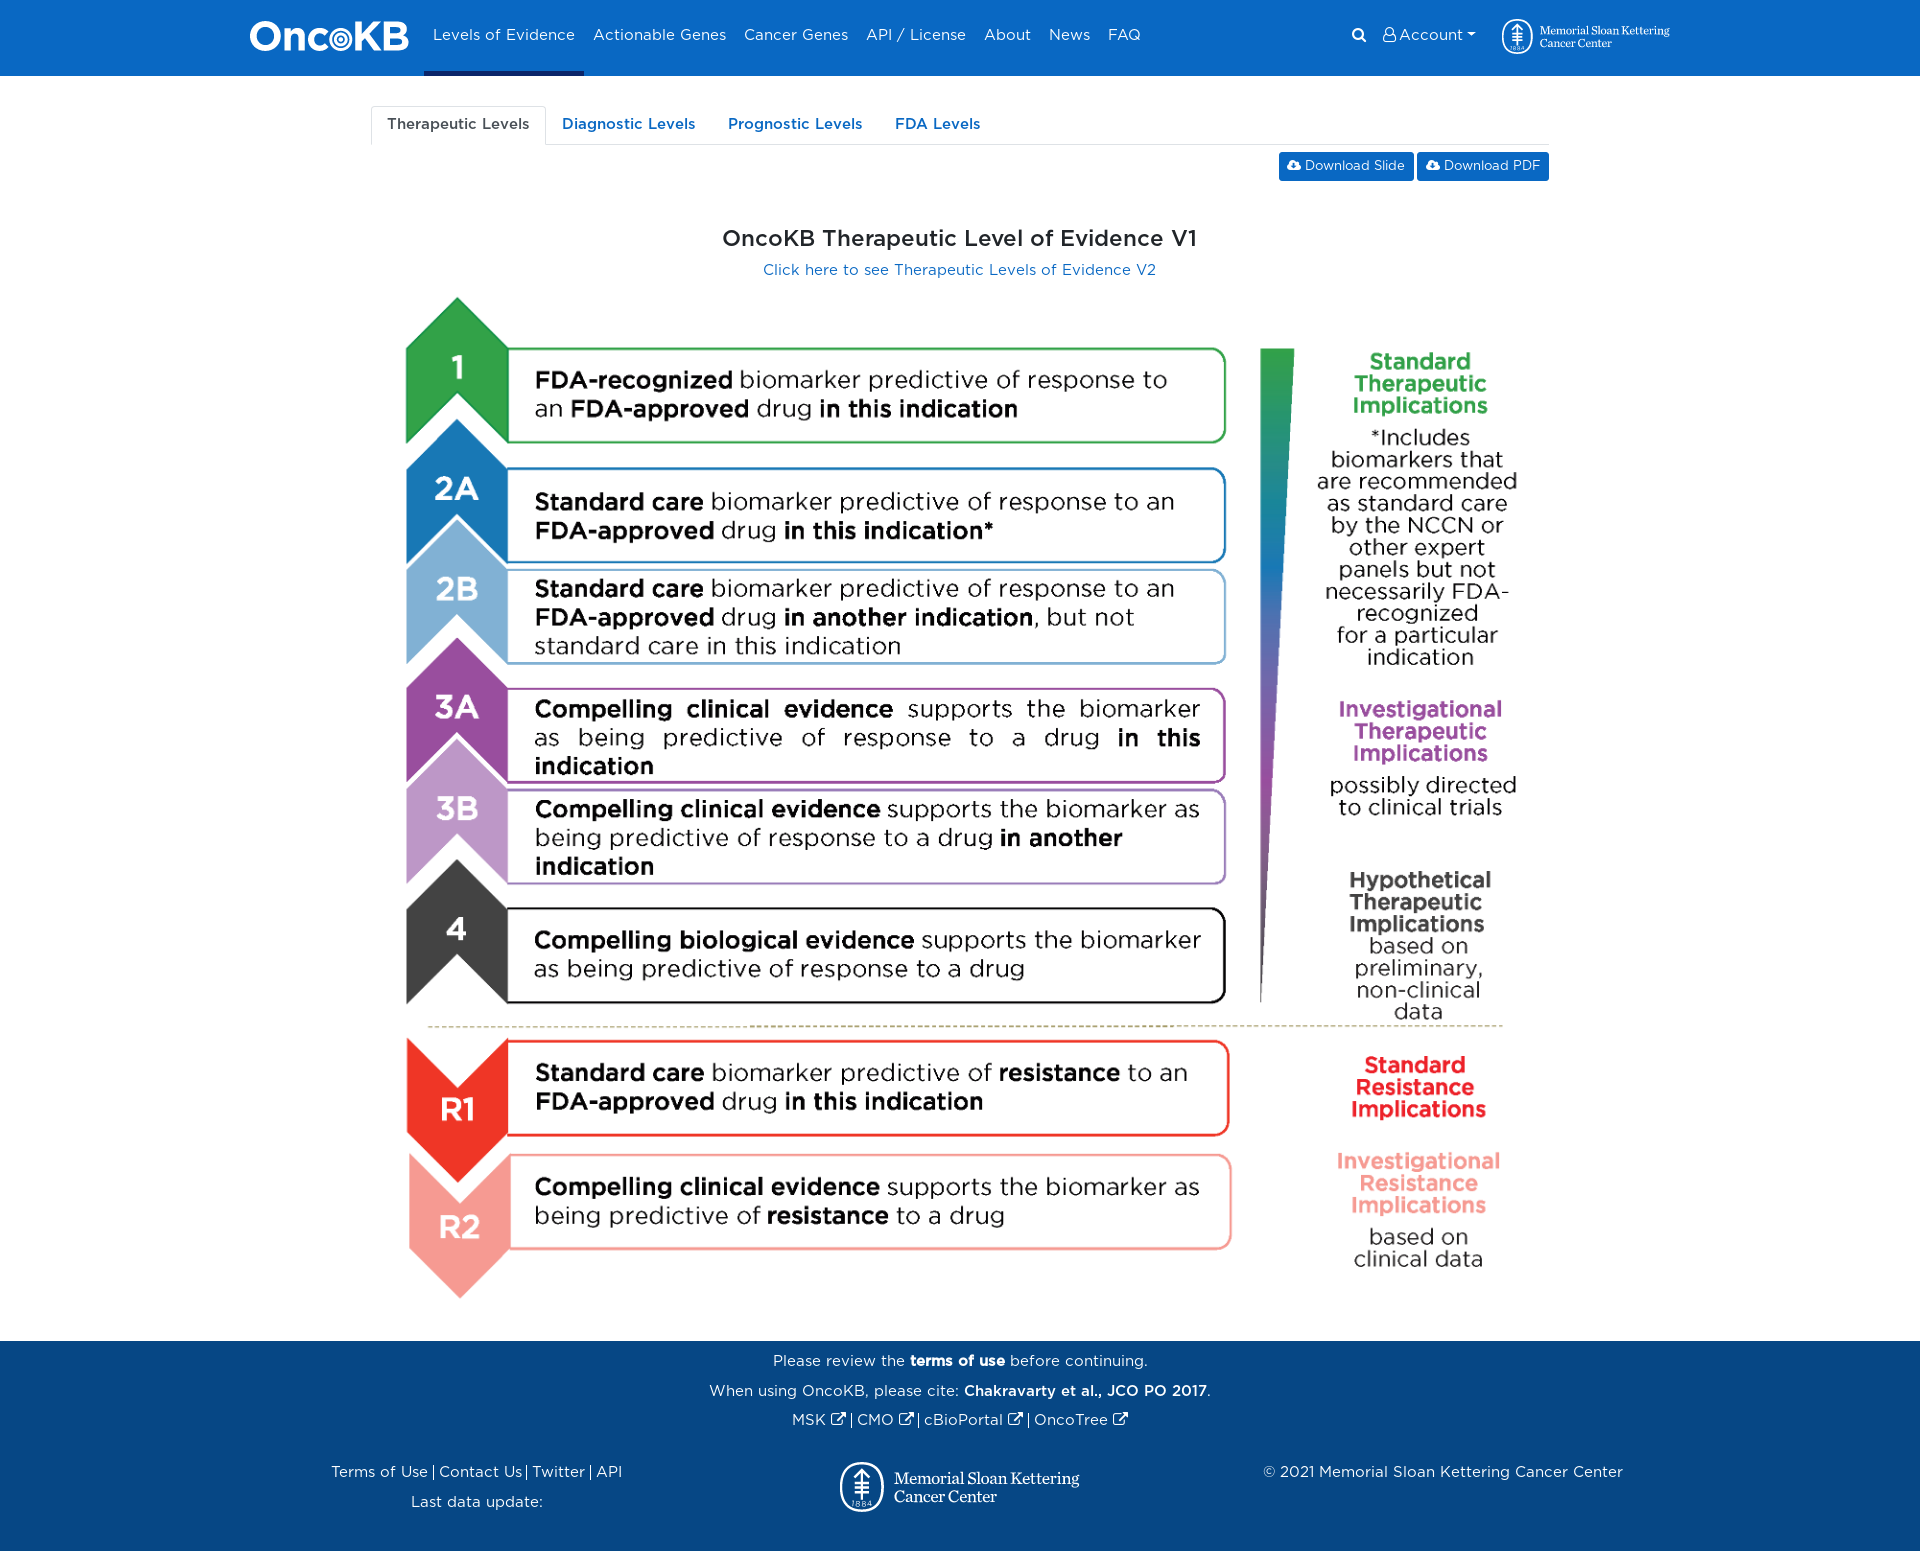 OncoKB
Levels of Evidence Actionable Genes Cancer Genes API / License About News FAQ
Account
1884
Memorial Sloan Kettering
Cancer Center
Therapeutic Levels Diagnostic Levels Prognostic Levels FDA Levels
Download Slide Download PDF
OncoKB Therapeutic Level of Evidence V1
Click here to see Therapeutic Levels of Evidence V2
1
FDA-recognized biomarker predictive of response to
an FDA-approved drug in this indication
2A
Standard care biomarker predictive of response to an
FDA-approved drug in this indication*
2B
Standard care biomarker predictive of response to an
FDA-approved drug in another indication, but not
standard care in this indication
3A
Compelling clinical evidence supports the biomarker
as being predictive of response to a drug in this
indication
3B
Compelling clinical evidence supports the biomarker as
being predictive of response to a drug in another
indication
4
Compelling biological evidence supports the biomarker
as being predictive of response to a drug
Standard
Therapeutic
Implications
*Includes
biomarkers that
are recommended
as standard care
by the NCCN or
other expert
panels but not
necessarily FDA-
recognized
for a particular
indication
Investigational
Therapeutic
Implications
possibly directed
to clinical trials
Hypothetical
Therapeutic
Implications
based on
preliminary,
non-clinical
data
R1
Standard care biomarker predictive of resistance to an
FDA-approved drug in this indication
Standard
Resistance
Implications
R2
Compelling clinical evidence supports the biomarker as
being predictive of resistance to a drug
Investigational
Resistance
Implications
based on
clinical data
Please review the terms of use before continuing.
When using OncoKB, please cite: Chakravarty et al., JCO PO 2017.
MSK | CMO | cBioPortal | OncoTree
Terms of Use | Contact Us | Twitter | API
Last data update:
1884
Memorial Sloan Kettering
Cancer Center
© 2021 Memorial Sloan Kettering Cancer Center